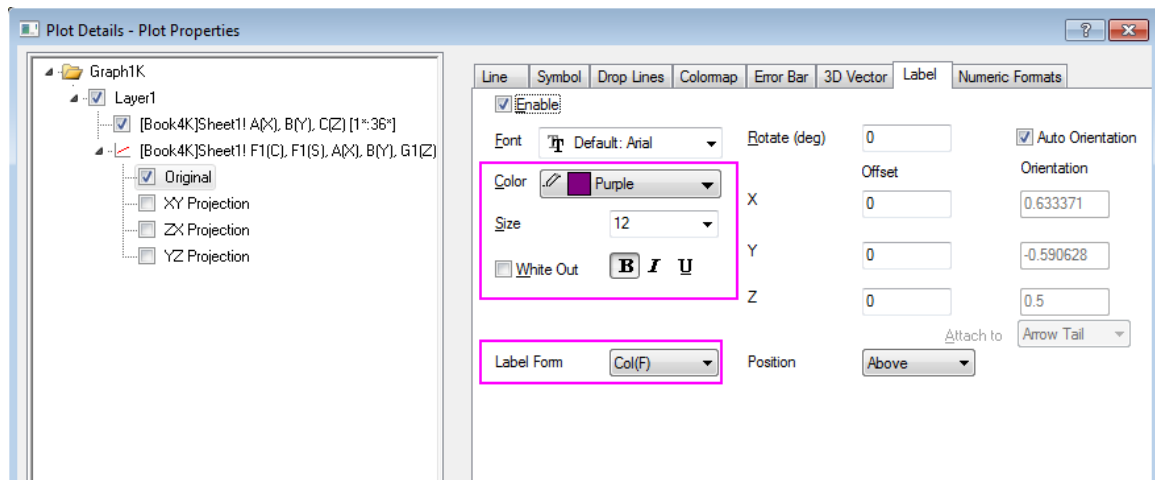 Plot Details - Plot Properties
Graph1K
Layer1
[Book4K]Sheet1! A(X), B(Y), C(Z) [1*:36*]
[Book4K]Sheet1! F1(C), F1(S), A(X), B(Y), G1(Z)
Original
XY Projection
ZX Projection
YZ Projection
Line Symbol Drop Lines Colormap Error Bar 3D Vector Label Numeric Formats
Enable
Font Default: Arial Rotate (deg) 0 Auto Orientation
Color Purple Offset Orientation
X 0 0.633371
Size 12
White Out B I U Y 0 -0.590628
Z 0 0.5
Attach to Arrow Tail
Label Form Col(F) Position Above